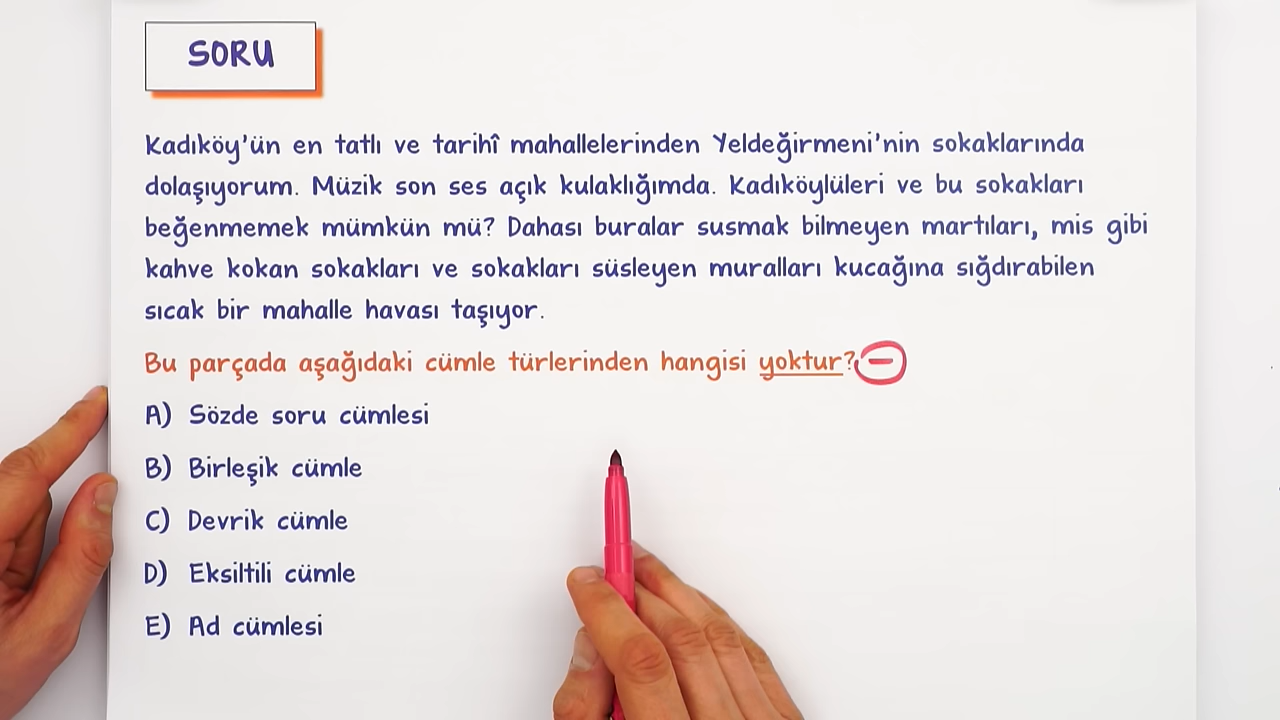 SORU
Kadıköy'ün en tatlı ve tarihî mahallelerinden Yeldeğirmeni'nin sokaklarında
dolaşıyorum. Müzik son ses açık kulaklığımda. Kadıköylüleri ve bu sokakları
beğenmemek mümkün mü? Dahası buralar susmak bilmeyen martıları, mis gibi
kahve kokan sokakları ve sokakları süsleyen muralları kucağına sığdırabilen
sıcak bir mahalle havası taşıyor.
Bu parçada aşağıdaki cümle türlerinden hangisi yoktur?
A) Sözde soru cümlesi
B) Birleşik cümle
C) Devrik cümle
D) Eksiltili cümle
E) Ad cümlesi